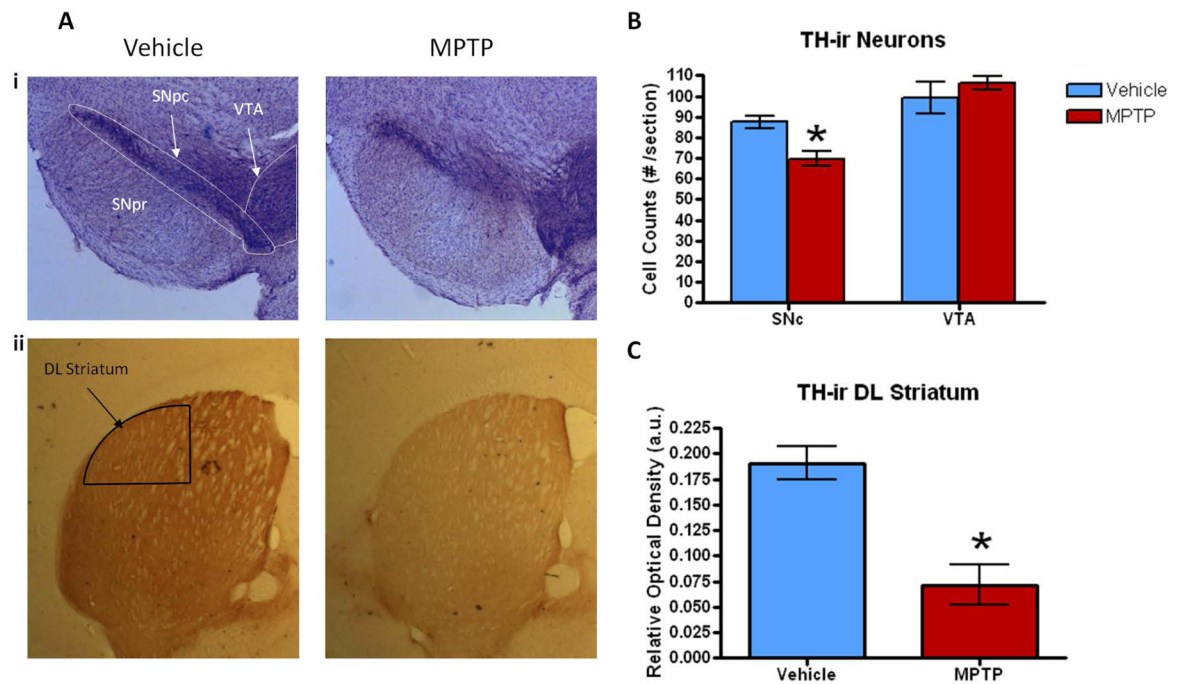 A
Vehicle
MPTP
i
SNpc
VTA
SNpr
ii
DL Striatum
B
TH-ir Neurons
Cell Counts (# /section)
110
100
90
80
70
60
50
40
30
20
10
0
*
SNc
VTA
Vehicle
MPTP
C
TH-ir DL Striatum
Relative Optical Density (a.u.)
0.225
0.200
0.175
0.150
0.125
0.100
0.075
0.050
0.025
0.000
*
Vehicle
MPTP